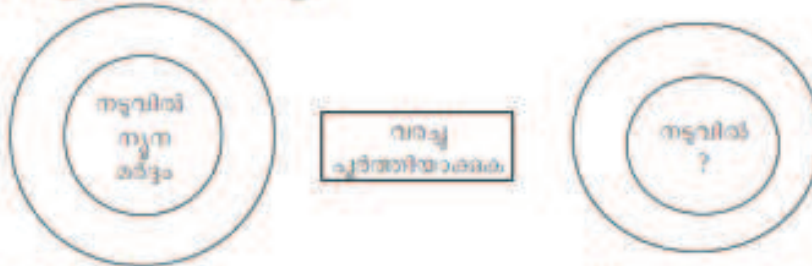 നടുവിൽ
ന്യൂന
മർദ്ദം
വരച്ചു
പൂർത്തിയാക്കുക
നടുവിൽ
?